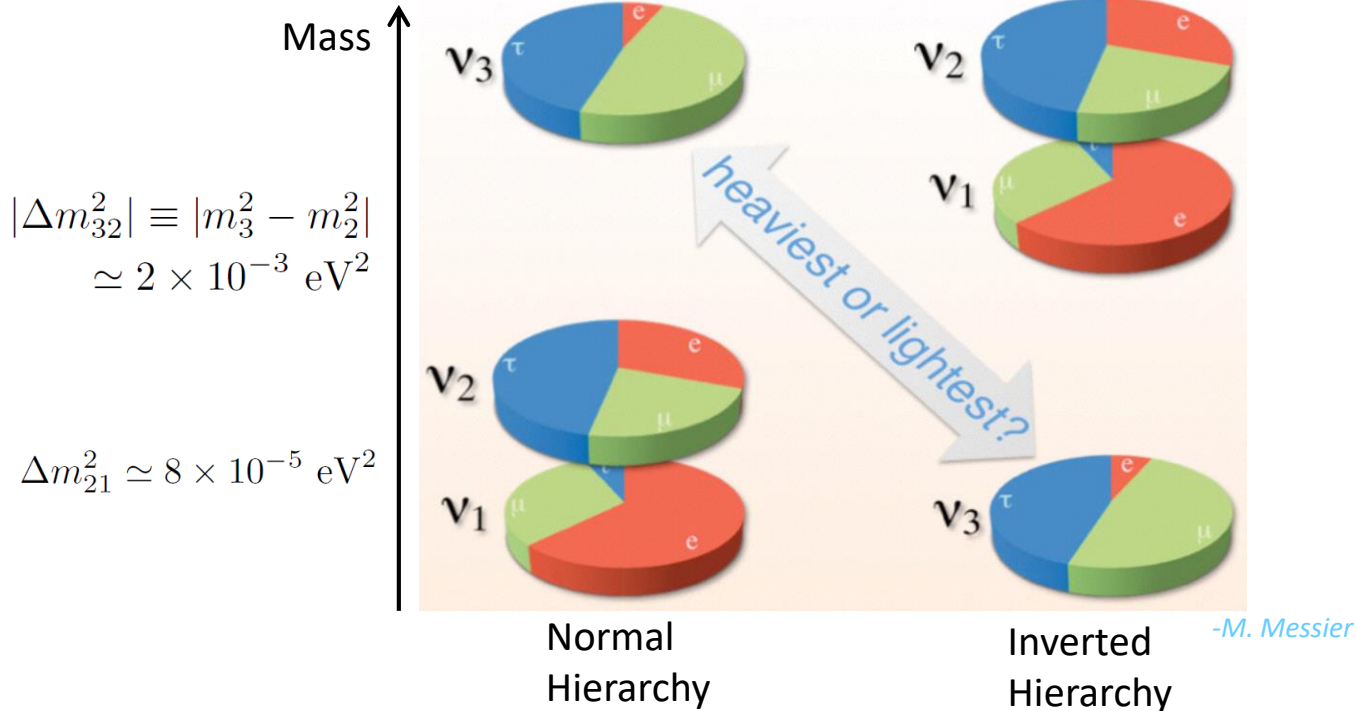 Mass
ν3
e
τ
μ
ν2
e
τ
μ
τ
ν1
μ
e
|Δm²₃₂| ≡ |m²₃ − m²₂|
≃ 2 × 10⁻³ eV²
heaviest or lightest?
ν2
e
τ
μ
Δm²₂₁ ≃ 8 × 10⁻⁵ eV²
τ
ν1
μ
e
ν3
e
τ
μ
Normal
Hierarchy
Inverted
Hierarchy
-M. Messier